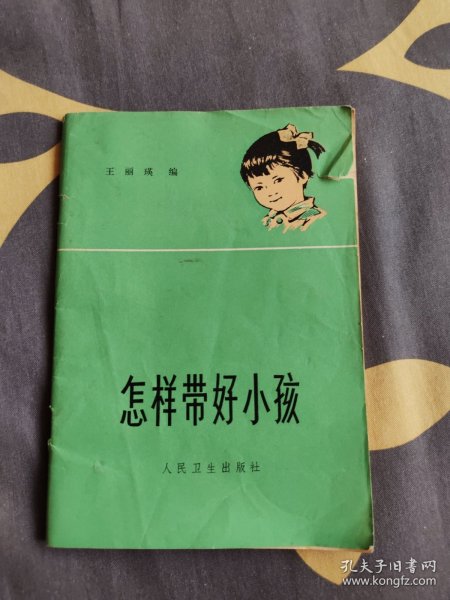 王丽瑛 编
怎样带好小孩
人民卫生出版社
孔夫子旧书网
www.kongfz.com